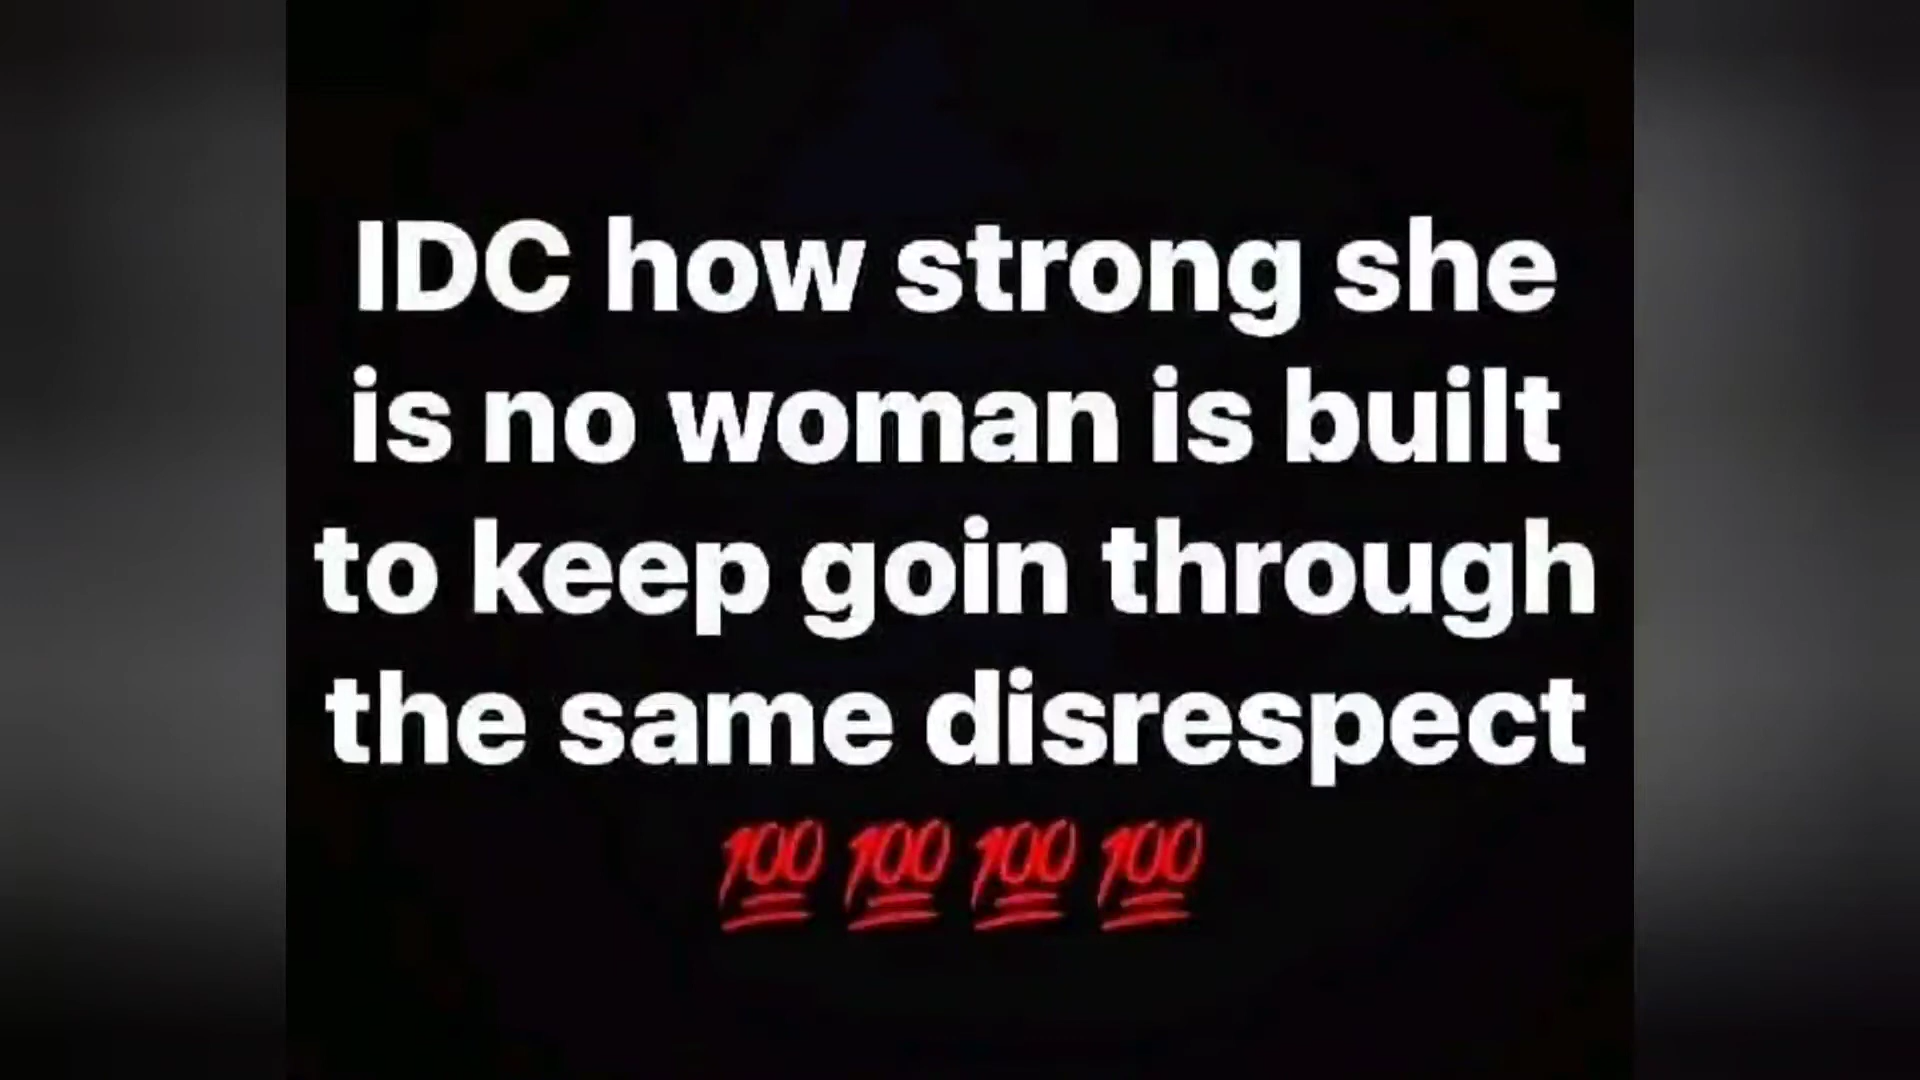 IDC how strong she
is no woman is built
to keep goin through
the same disrespect
💯💯💯💯